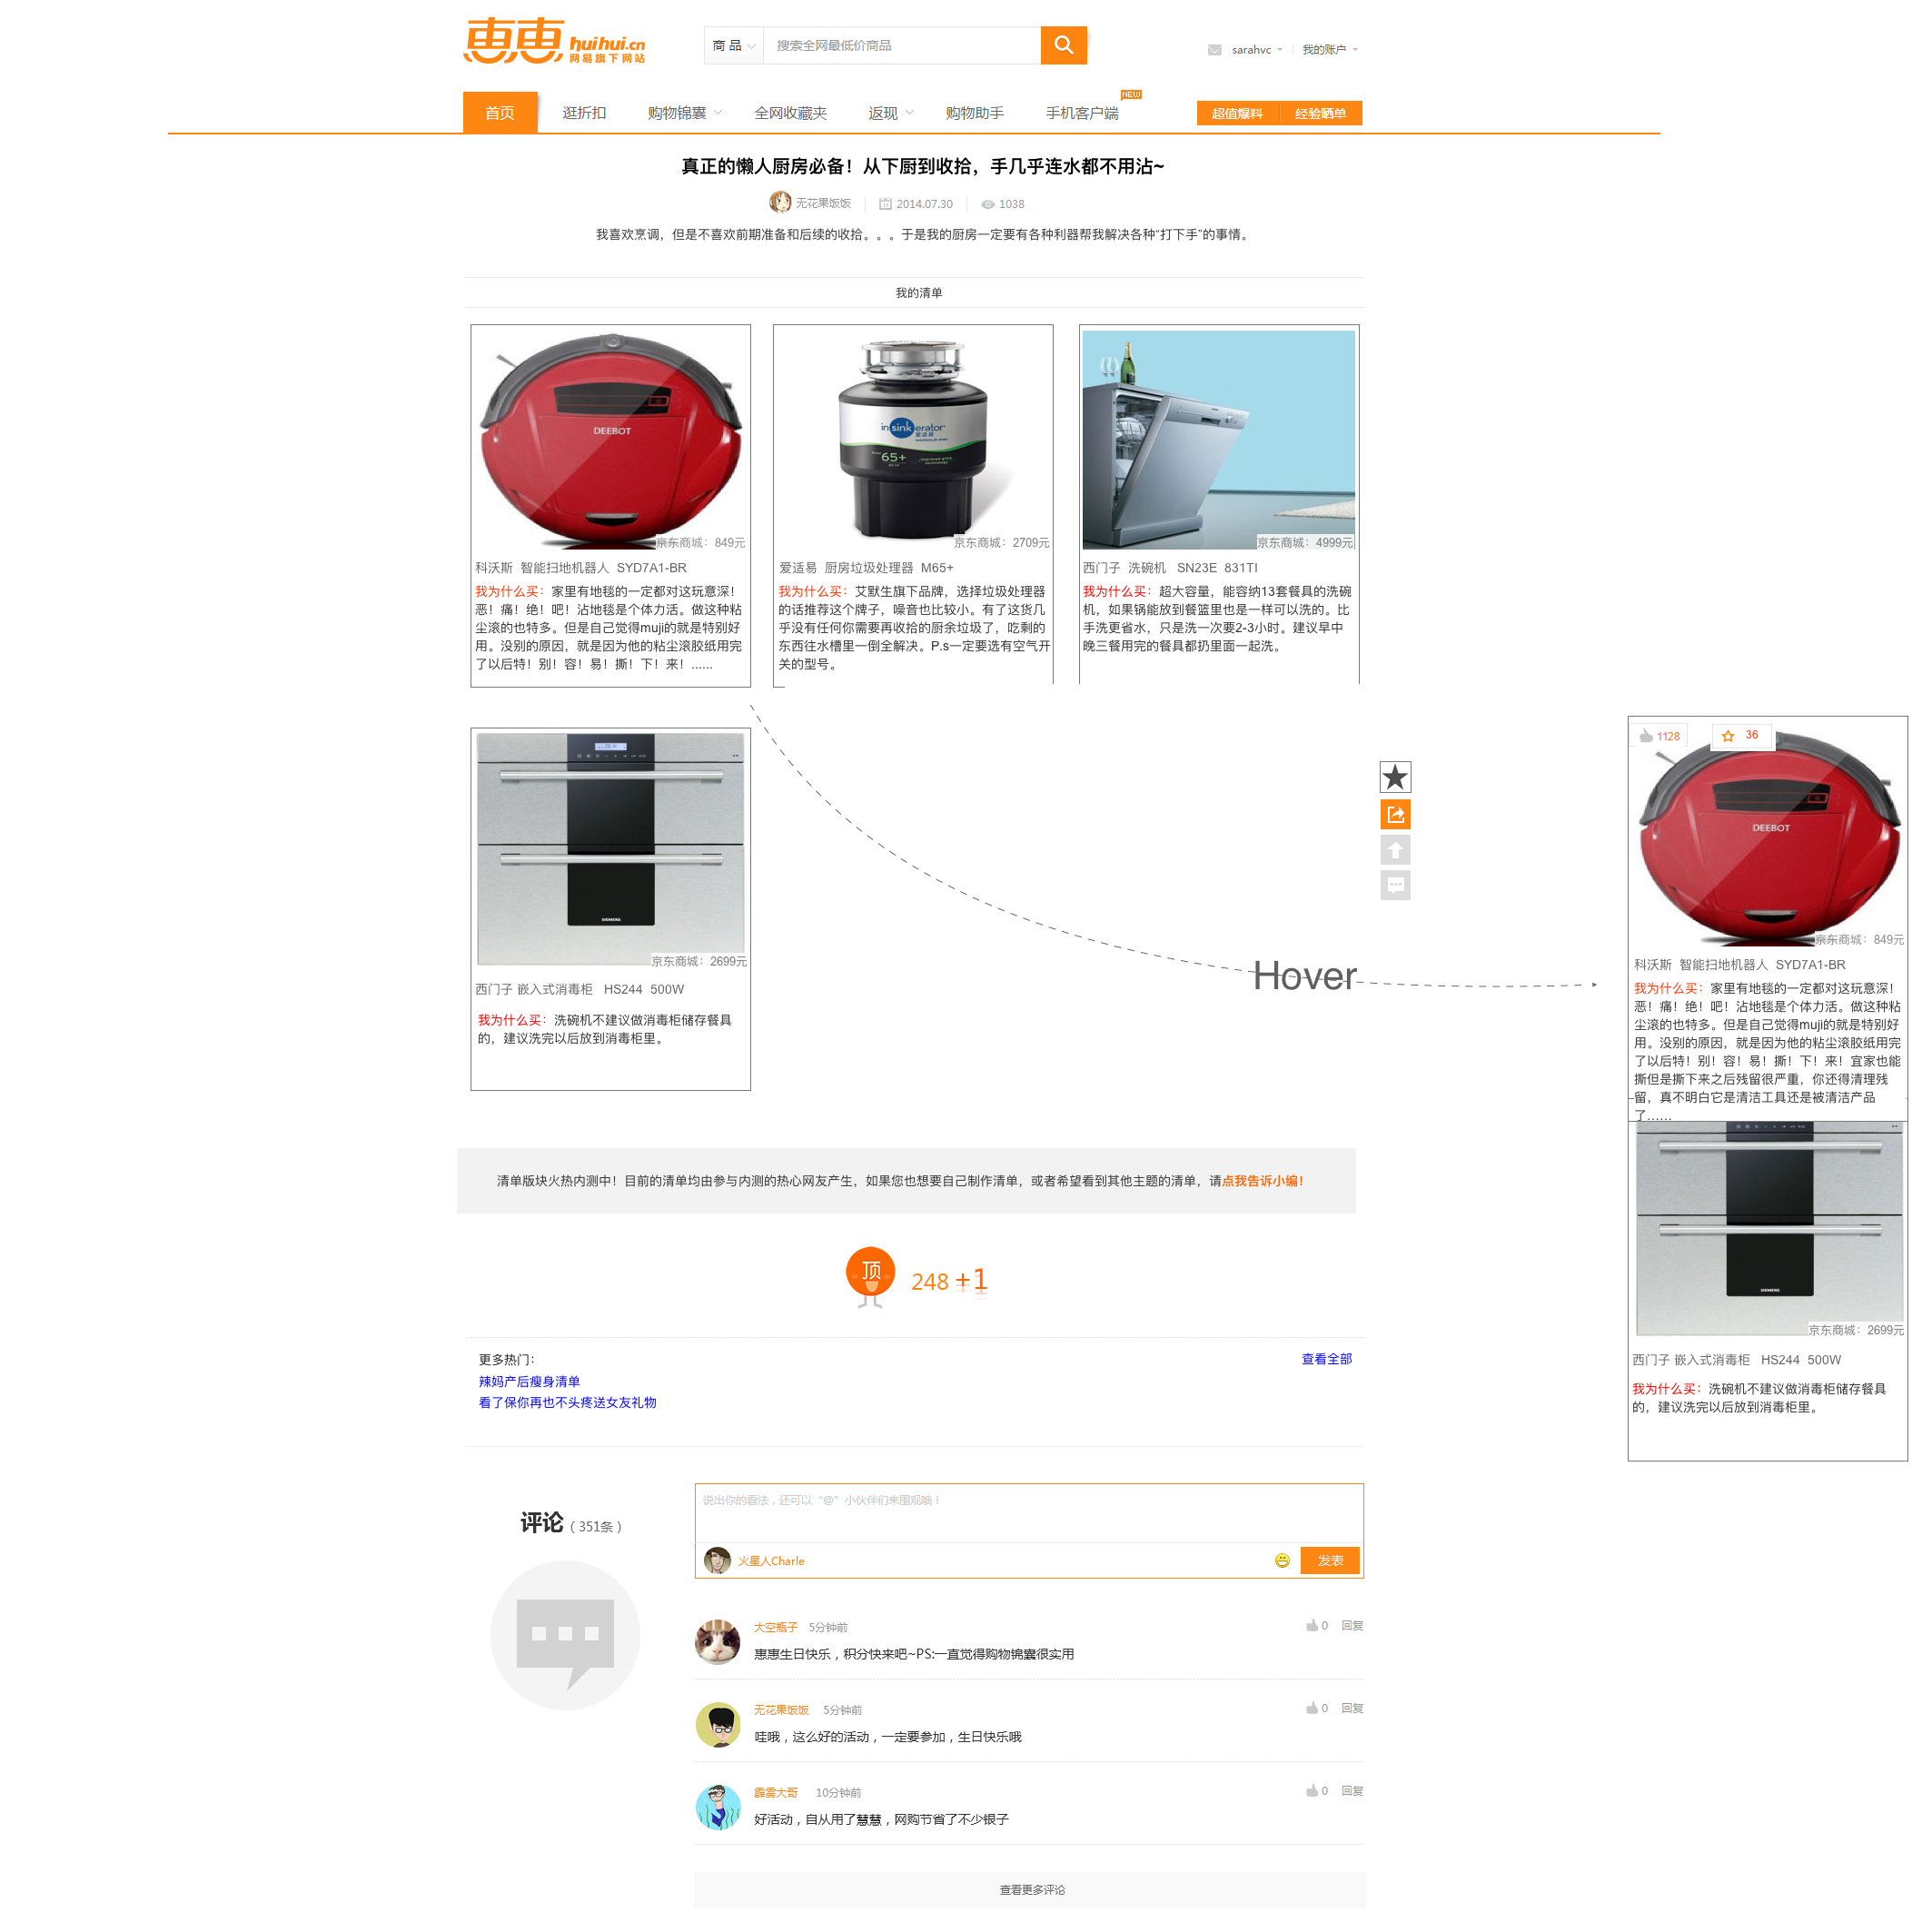 惠惠 huihui.cn
网易旗下网站
商 品
搜索全网最低价商品
sarahvc
我的账户
首页
逛折扣
购物锦囊
全网收藏夹
返现
购物助手
手机客户端
NEW
超值爆料
经验晒单
真正的懒人厨房必备！从下厨到收拾，手几乎连水都不用沾~
无花果饭饭
2014.07.30
1038
我喜欢烹调，但是不喜欢前期准备和后续的收拾。。。于是我的厨房一定要有各种利器帮我解决各种“打下手”的事情。
我的清单
DEEBOT
京东商城：849元
科沃斯 智能扫地机器人 SYD7A1-BR
我为什么买：家里有地毯的一定都对这玩意深！
恶！痛！绝！吧！沾地毯是个体力活。做这种粘
尘滚的也特多。但是自己觉得muji的就是特别好
用。没别的原因，就是因为他的粘尘滚胶纸用完
了以后特！别！容！易！撕！下！来！......
insinkerator
爱适易
65+
京东商城：2709元
爱适易 厨房垃圾处理器 M65+
我为什么买：艾默生旗下品牌，选择垃圾处理器
的话推荐这个牌子，噪音也比较小。有了这货几
乎没有任何你需要再收拾的厨余垃圾了，吃剩的
东西往水槽里一倒全解决。P.s一定要选有空气开
关的型号。
京东商城：4999元
西门子 洗碗机 SN23E 831TI
我为什么买：超大容量，能容纳13套餐具的洗碗
机，如果锅能放到餐篮里也是一样可以洗的。比
手洗更省水，只是洗一次要2-3小时。建议早中
晚三餐用完的餐具都扔里面一起洗。
SIEMENS
京东商城：2699元
西门子 嵌入式消毒柜 HS244 500W
我为什么买：洗碗机不建议做消毒柜储存餐具
的，建议洗完以后放到消毒柜里。
Hover
1128
36
DEEBOT
京东商城：849元
科沃斯 智能扫地机器人 SYD7A1-BR
我为什么买：家里有地毯的一定都对这玩意深！
恶！痛！绝！吧！沾地毯是个体力活。做这种粘
尘滚的也特多。但是自己觉得muji的就是特别好
用。没别的原因，就是因为他的粘尘滚胶纸用完
了以后特！别！容！易！撕！下！来！宜家也能
撕但是撕下来之后残留很严重，你还得清理残
留，真不明白它是清洁工具还是被清洁产品
了……
SIEMENS
京东商城：2699元
西门子 嵌入式消毒柜 HS244 500W
我为什么买：洗碗机不建议做消毒柜储存餐具
的，建议洗完以后放到消毒柜里。
清单版块火热内测中！目前的清单均由参与内测的热心网友产生，如果您也想要自己制作清单，或者希望看到其他主题的清单，请点我告诉小编！
顶
248 +1
更多热门：
查看全部
辣妈产后瘦身清单
看了保你再也不头疼送女友礼物
评论（351条）
说出你的看法，还可以“@”小伙伴们来围观哦！
火星人Charle
发表
大空瓶子 5分钟前
0 回复
惠惠生日快乐，积分快来吧~PS:一直觉得购物锦囊很实用
无花果饭饭 5分钟前
0 回复
哇哦，这么好的活动，一定要参加，生日快乐哦
霹雳大哥 10分钟前
0 回复
好活动，自从用了慧慧，网购节省了不少银子
查看更多评论